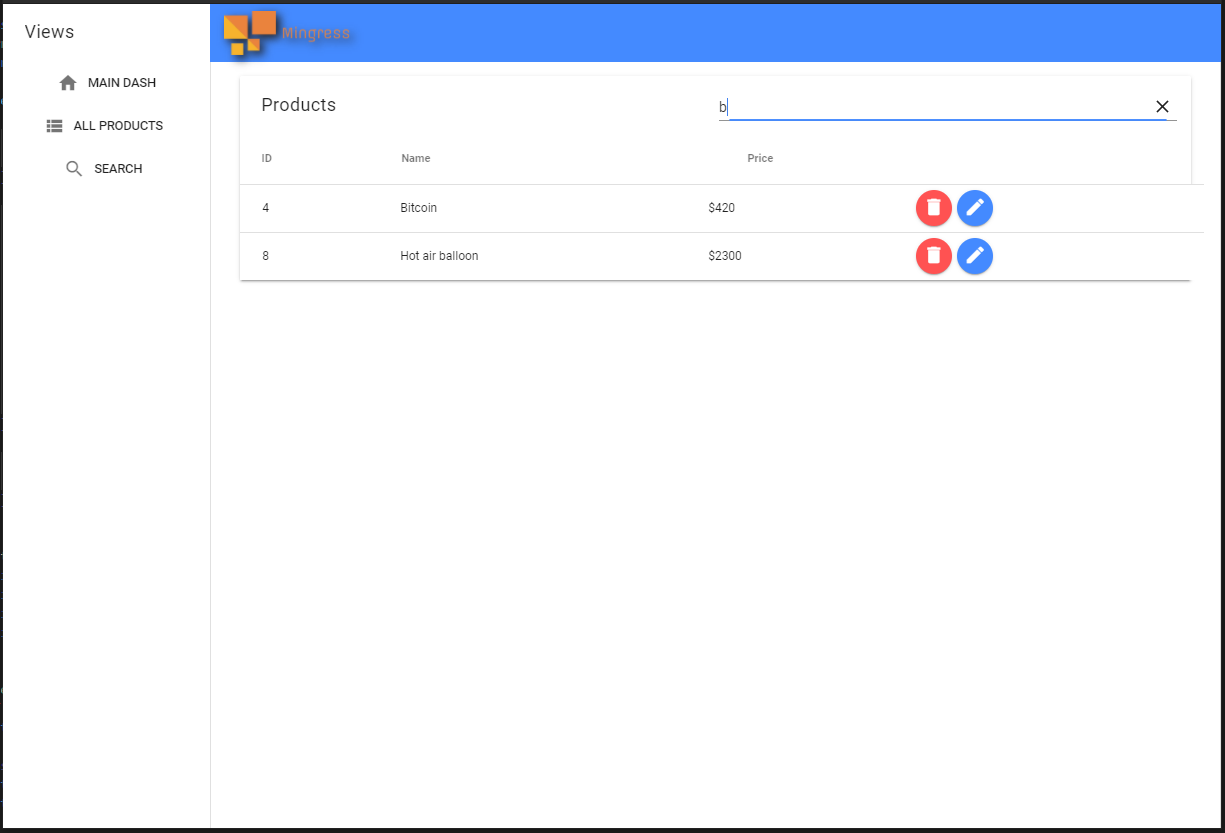 Views
MAIN DASH
ALL PRODUCTS
SEARCH
Mingress
Products
b
ID Name Price
4 Bitcoin $420
8 Hot air balloon $2300